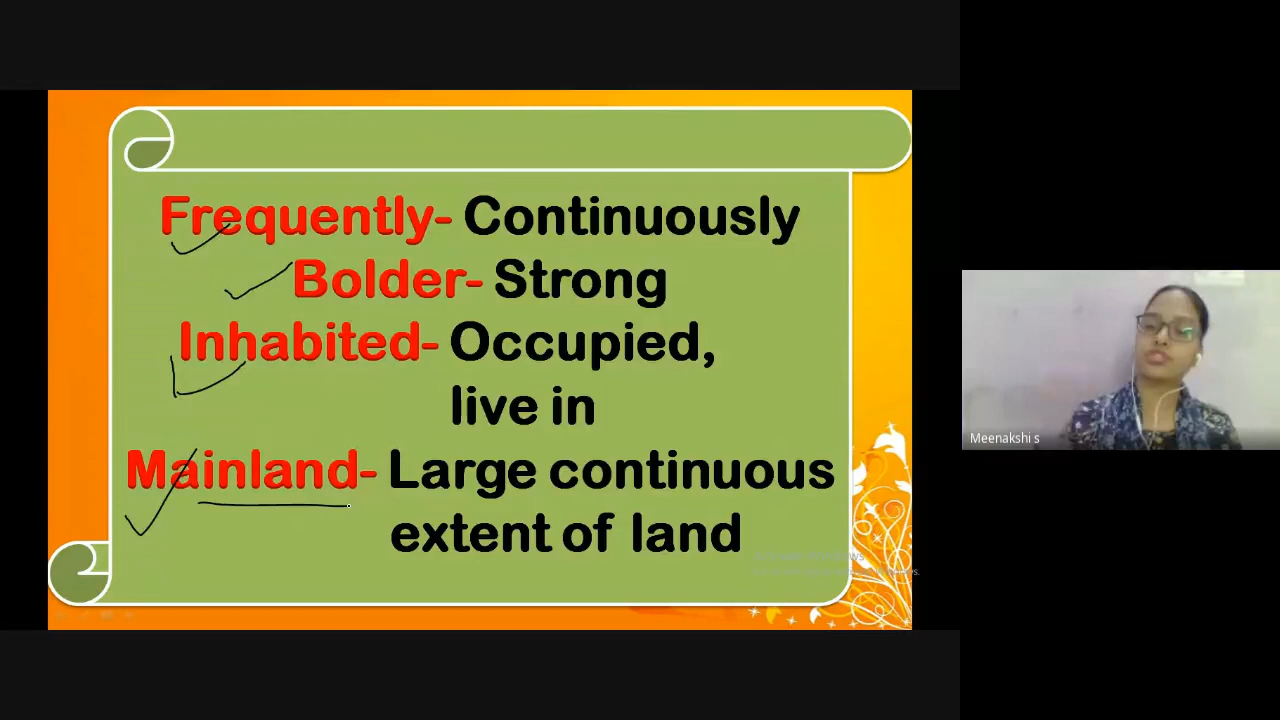 Frequently- Continuously
Bolder- Strong
Inhabited- Occupied,
live in
Mainland- Large continuous
extent of land
Meenakshi s